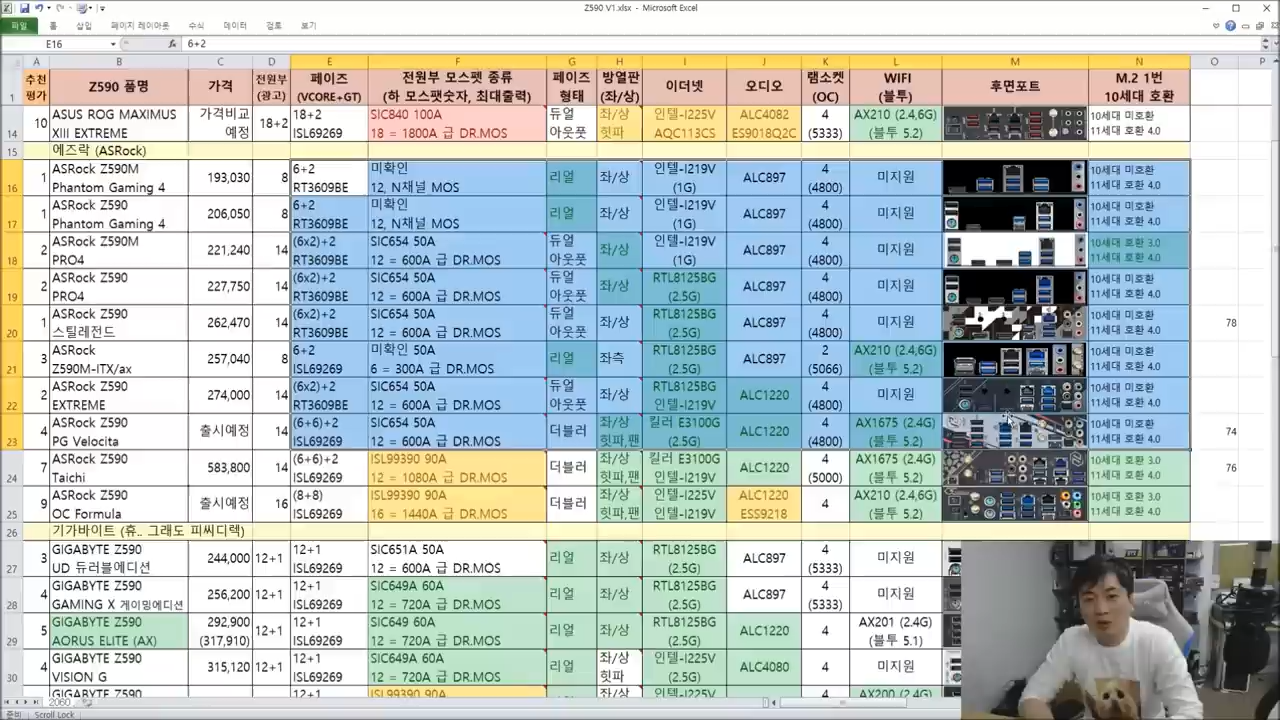 Z590 V1.xlsx - Microsoft Excel
파일 홈 삽입 페이지 레이아웃 수식 데이터 검토 보기
E16 fx 6+2
A B C D E F G H I J K L M N O P
1 추천 평가 Z590 품명 가격 전원부 (광고) 페이즈 (VCORE+GT) 전원부 모스펫 종류 (하 모스팻숫자, 최대출력) 페이즈 형태 방열판 (좌/상) 이더넷 오디오 램소켓 (OC) WIFI (블투) 후면포트 M.2 1번 10세대 호환
14 10 ASUS ROG MAXIMUS XIII EXTREME 가격비교 예정 18+2 18+2 ISL69269 SIC840 100A 18 = 1800A 급 DR.MOS 듀얼 아웃풋 좌/상 힛파 인텔-I225V AQC113CS ALC4082 ES9018Q2C 4 (5333) AX210 (2.4,6G) (블투 5.2) 10세대 미호환 11세대 호환 4.0
15 에즈락 (ASRock)
16 1 ASRock Z590M Phantom Gaming 4 193,030 8 6+2 RT3609BE 미확인 12, N채널 MOS 리얼 좌/상 인텔-I219V (1G) ALC897 4 (4800) 미지원 10세대 미호환 11세대 호환 4.0
17 1 ASRock Z590 Phantom Gaming 4 206,050 8 6+2 RT3609BE 미확인 12, N채널 MOS 리얼 좌/상 인텔-I219V (1G) ALC897 4 (4800) 미지원 10세대 미호환 11세대 호환 4.0
18 2 ASRock Z590M PRO4 221,240 14 (6x2)+2 RT3609BE SIC654 50A 12 = 600A 급 DR.MOS 듀얼 아웃풋 좌/상 인텔-I219V (1G) ALC897 4 (4800) 미지원 10세대 호환 3.0 11세대 호환 4.0
19 2 ASRock Z590 PRO4 227,750 14 (6x2)+2 RT3609BE SIC654 50A 12 = 600A 급 DR.MOS 듀얼 아웃풋 좌/상 RTL8125BG (2.5G) ALC897 4 (4800) 미지원 10세대 미호환 11세대 호환 4.0
20 1 ASRock Z590 스틸레전드 262,470 14 (6x2)+2 RT3609BE SIC654 50A 12 = 600A 급 DR.MOS 듀얼 아웃풋 좌/상 RTL8125BG (2.5G) ALC897 4 (4800) 미지원 10세대 미호환 11세대 호환 4.0 78
21 3 ASRock Z590M-ITX/ax 257,040 8 6+2 ISL69269 미확인 50A 6 = 300A 급 DR.MOS 리얼 좌측 RTL8125BG (2.5G) ALC897 2 (5066) AX210 (2.4,6G) (블투 5.2) 10세대 미호환 11세대 호환 4.0
22 2 ASRock Z590 EXTREME 274,000 14 (6x2)+2 RT3609BE SIC654 50A 12 = 600A 급 DR.MOS 듀얼 아웃풋 좌/상 RTL8125BG 인텔-I219V ALC1220 4 (4800) 미지원 10세대 미호환 11세대 호환 4.0
23 4 ASRock Z590 PG Velocita 출시예정 14 (6+6)+2 ISL69269 SIC654 50A 12 = 600A 급 DR.MOS 더블러 좌/상 힛파,팬 킬러 E3100G 인텔-I219V ALC1220 4 (4800) AX1675 (2.4G) (블투 5.2) 10세대 미호환 11세대 호환 4.0 74
24 7 ASRock Z590 Taichi 583,800 14 (6+6)+2 ISL69269 ISL99390 90A 12 = 1080A 급 DR.MOS 더블러 좌/상 힛파,팬 킬러 E3100G 인텔-I219V ALC1220 4 (5000) AX1675 (2.4G) (블투 5.2) 10세대 호환 3.0 11세대 호환 4.0 76
25 9 ASRock Z590 OC Formula 출시예정 16 (8+8) ISL69269 ISL99390 90A 16 = 1440A 급 DR.MOS 더블러 좌/상 힛파,팬 인텔-I225V 인텔-I219V ALC1220 ESS9218 4 AX210 (2.4,6G) (블투 5.2) 10세대 호환 3.0 11세대 호환 4.0
26 기가바이트 (휴.. 그래도 피씨디렉)
27 3 GIGABYTE Z590 UD 듀러블에디션 244,000 12+1 12+1 ISL69269 SIC651A 50A 12 = 600A 급 DR.MOS 리얼 좌/상 RTL8125BG (2.5G) ALC897 4 (5333) 미지원
28 4 GIGABYTE Z590 GAMING X 게이밍에디션 256,200 12+1 12+1 ISL69269 SIC649A 60A 12 = 720A 급 DR.MOS 리얼 좌/상 RTL8125BG (2.5G) ALC897 4 (5333) 미지원
29 5 GIGABYTE Z590 AORUS ELITE (AX) 292,900 (317,910) 12+1 12+1 ISL69269 SIC649 60A 12 = 720A 급 DR.MOS 리얼 좌/상 RTL8125BG (2.5G) ALC1220 4 AX201 (2.4G) (블투 5.1)
30 4 GIGABYTE Z590 VISION G 315,120 12+1 12+1 ISL69269 SIC649A 60A 12 = 720A 급 DR.MOS 리얼 좌/상 힛파 인텔-I225V (2.5G) ALC4080 4 미지원
GIGABYTE Z590 12+1 ISL99390 90A 좌/상 인텔-I225V AX200 (2.4G)
2060
준비 Scroll Lock